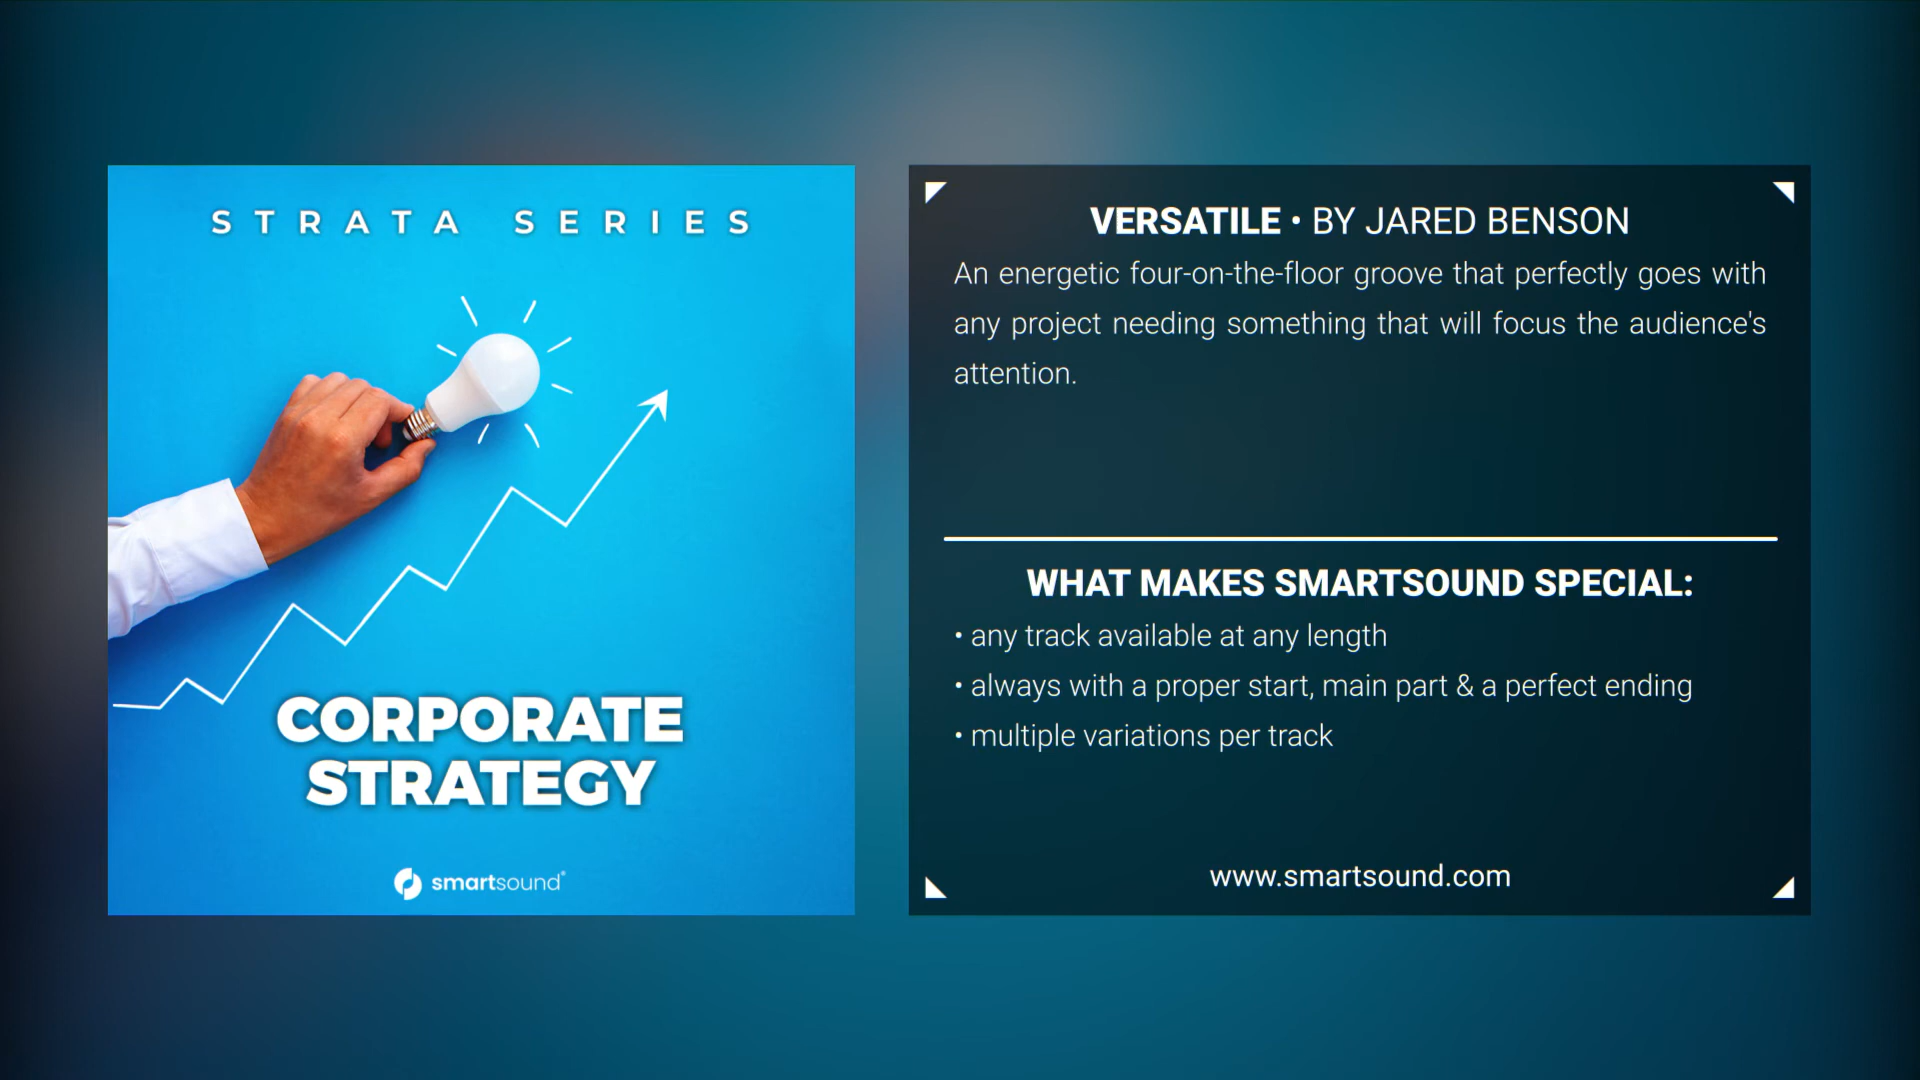 STRATA SERIES
CORPORATE
STRATEGY
smartsound®
VERSATILE • BY JARED BENSON
An energetic four-on-the-floor groove that perfectly goes with
any project needing something that will focus the audience's
attention.
WHAT MAKES SMARTSOUND SPECIAL:
• any track available at any length
• always with a proper start, main part & a perfect ending
• multiple variations per track
www.smartsound.com